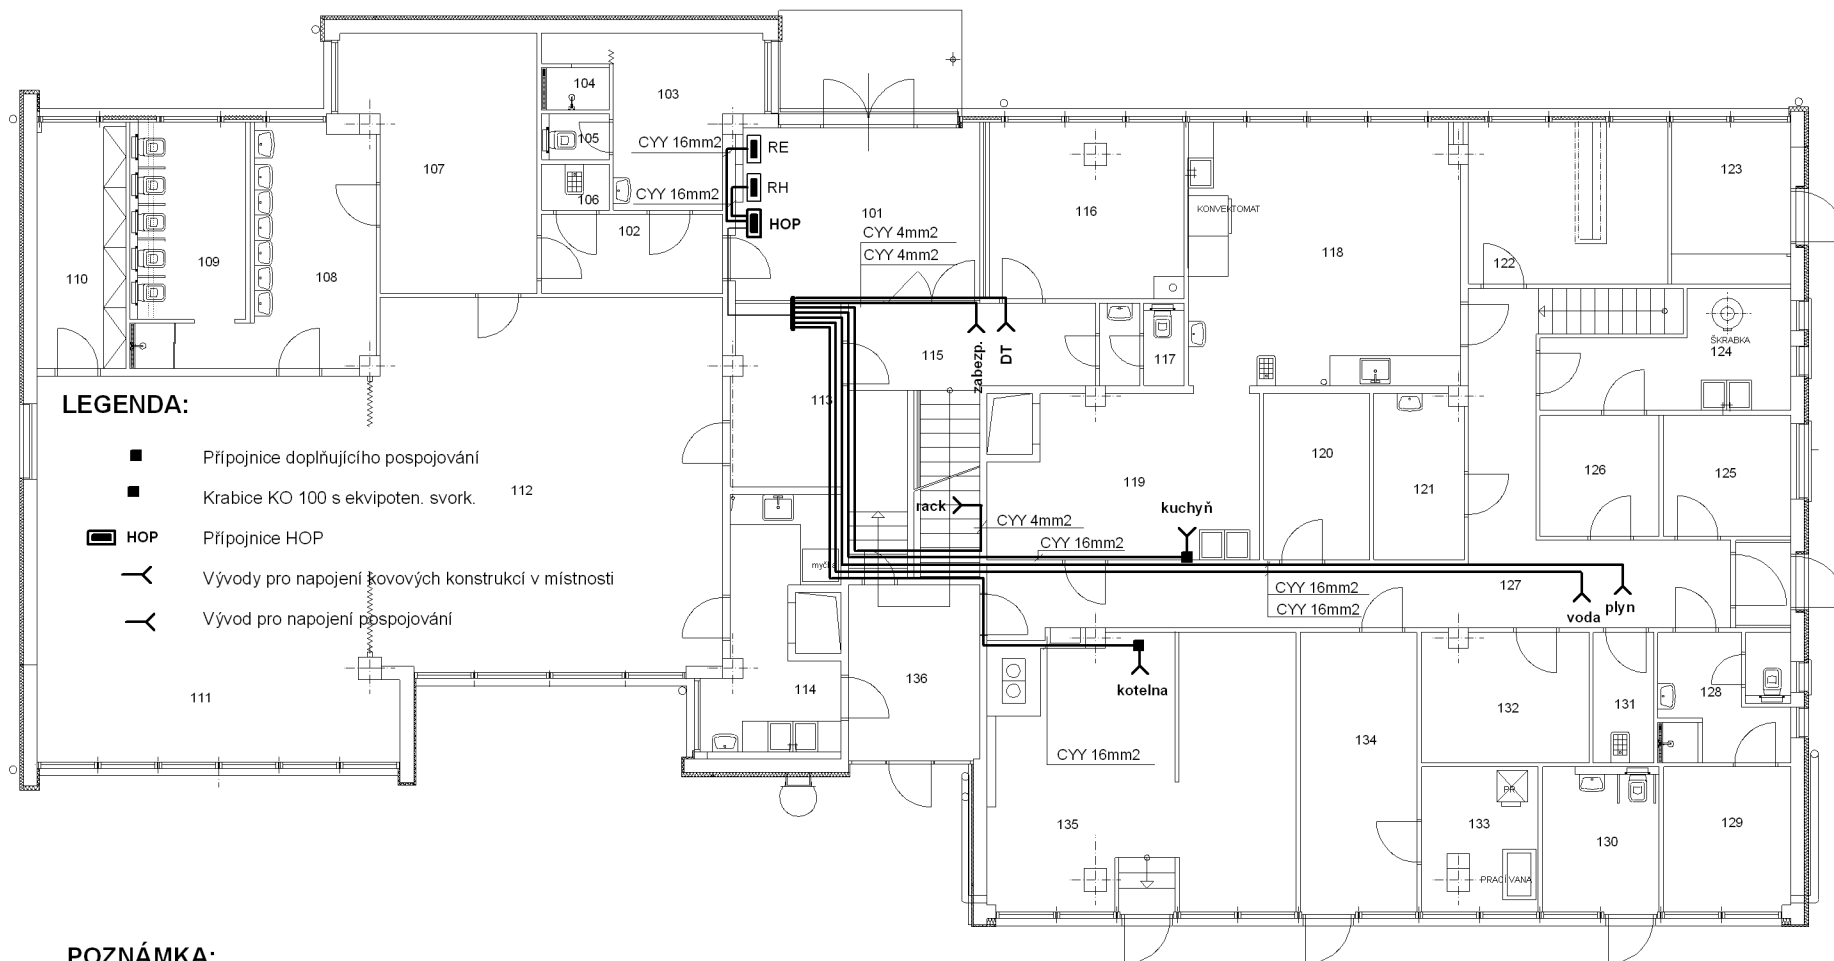 104
103
105
CYY 16mm2
RE
107
123
RH
106
CYY 16mm2
KONVEKTOMAT
116
101
HOP
102
CYY 4mm2
118
CYY 4mm2
109
122
108
110
ŠKRABKA
124
115
117
zabezp.
DT
113
LEGENDA:
Přípojnice doplňujícího pospojování
120
126
125
119
121
112
Krabice KO 100 s ekvipoten. svork.
rack
kuchyň
CYY 4mm2
HOP
Přípojnice HOP
CYY 16mm2
myčka
Vývody pro napojení kovových konstrukcí v místnosti
CYY 16mm2
127
CYY 16mm2
voda
plyn
Vývod pro napojení pospojování
136
kotelna
114
111
128
131
132
134
CYY 16mm2
PR
135
133
129
130
PRACÍ VANA
POZNÁMKA: